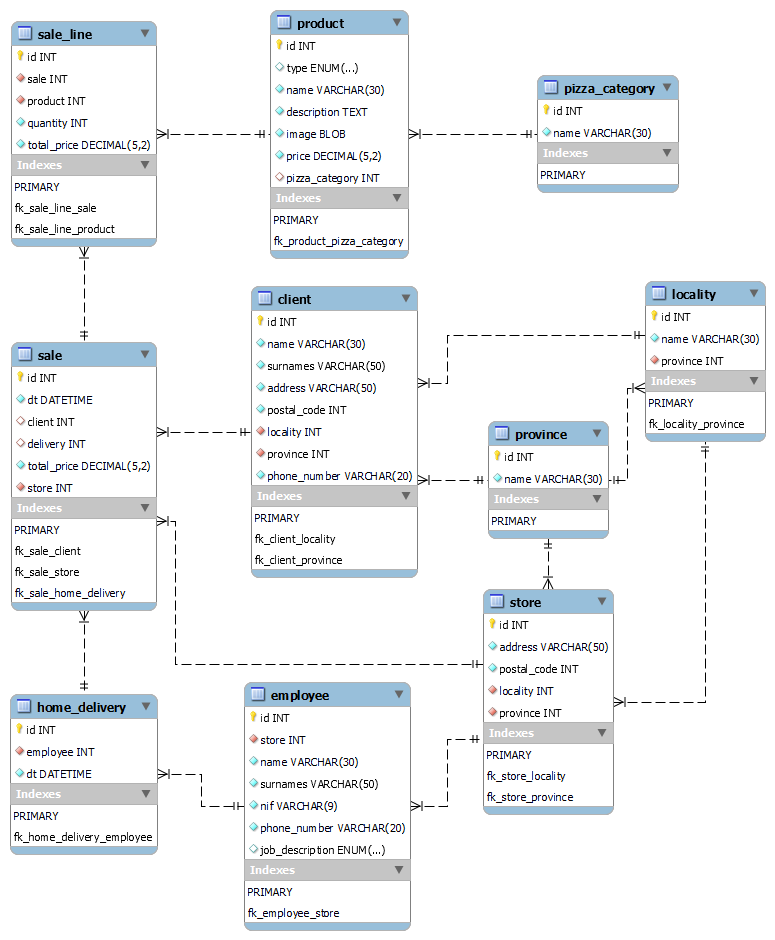 sale_line
id INT
sale INT
product INT
quantity INT
total_price DECIMAL(5,2)
Indexes
PRIMARY
fk_sale_line_sale
fk_sale_line_product
product
id INT
type ENUM(...)
name VARCHAR(30)
description TEXT
image BLOB
price DECIMAL(5,2)
pizza_category INT
Indexes
PRIMARY
fk_product_pizza_category
pizza_category
id INT
name VARCHAR(30)
Indexes
PRIMARY
client
id INT
name VARCHAR(30)
surnames VARCHAR(50)
address VARCHAR(50)
postal_code INT
locality INT
province INT
phone_number VARCHAR(20)
Indexes
PRIMARY
fk_client_locality
fk_client_province
locality
id INT
name VARCHAR(30)
province INT
Indexes
PRIMARY
fk_locality_province
sale
id INT
dt DATETIME
client INT
delivery INT
total_price DECIMAL(5,2)
store INT
Indexes
PRIMARY
fk_sale_client
fk_sale_store
fk_sale_home_delivery
province
id INT
name VARCHAR(30)
Indexes
PRIMARY
store
id INT
address VARCHAR(50)
postal_code INT
locality INT
province INT
Indexes
PRIMARY
fk_store_locality
fk_store_province
home_delivery
id INT
employee INT
dt DATETIME
Indexes
PRIMARY
fk_home_delivery_employee
employee
id INT
store INT
name VARCHAR(30)
surnames VARCHAR(50)
nif VARCHAR(9)
phone_number VARCHAR(20)
job_description ENUM(...)
Indexes
PRIMARY
fk_employee_store